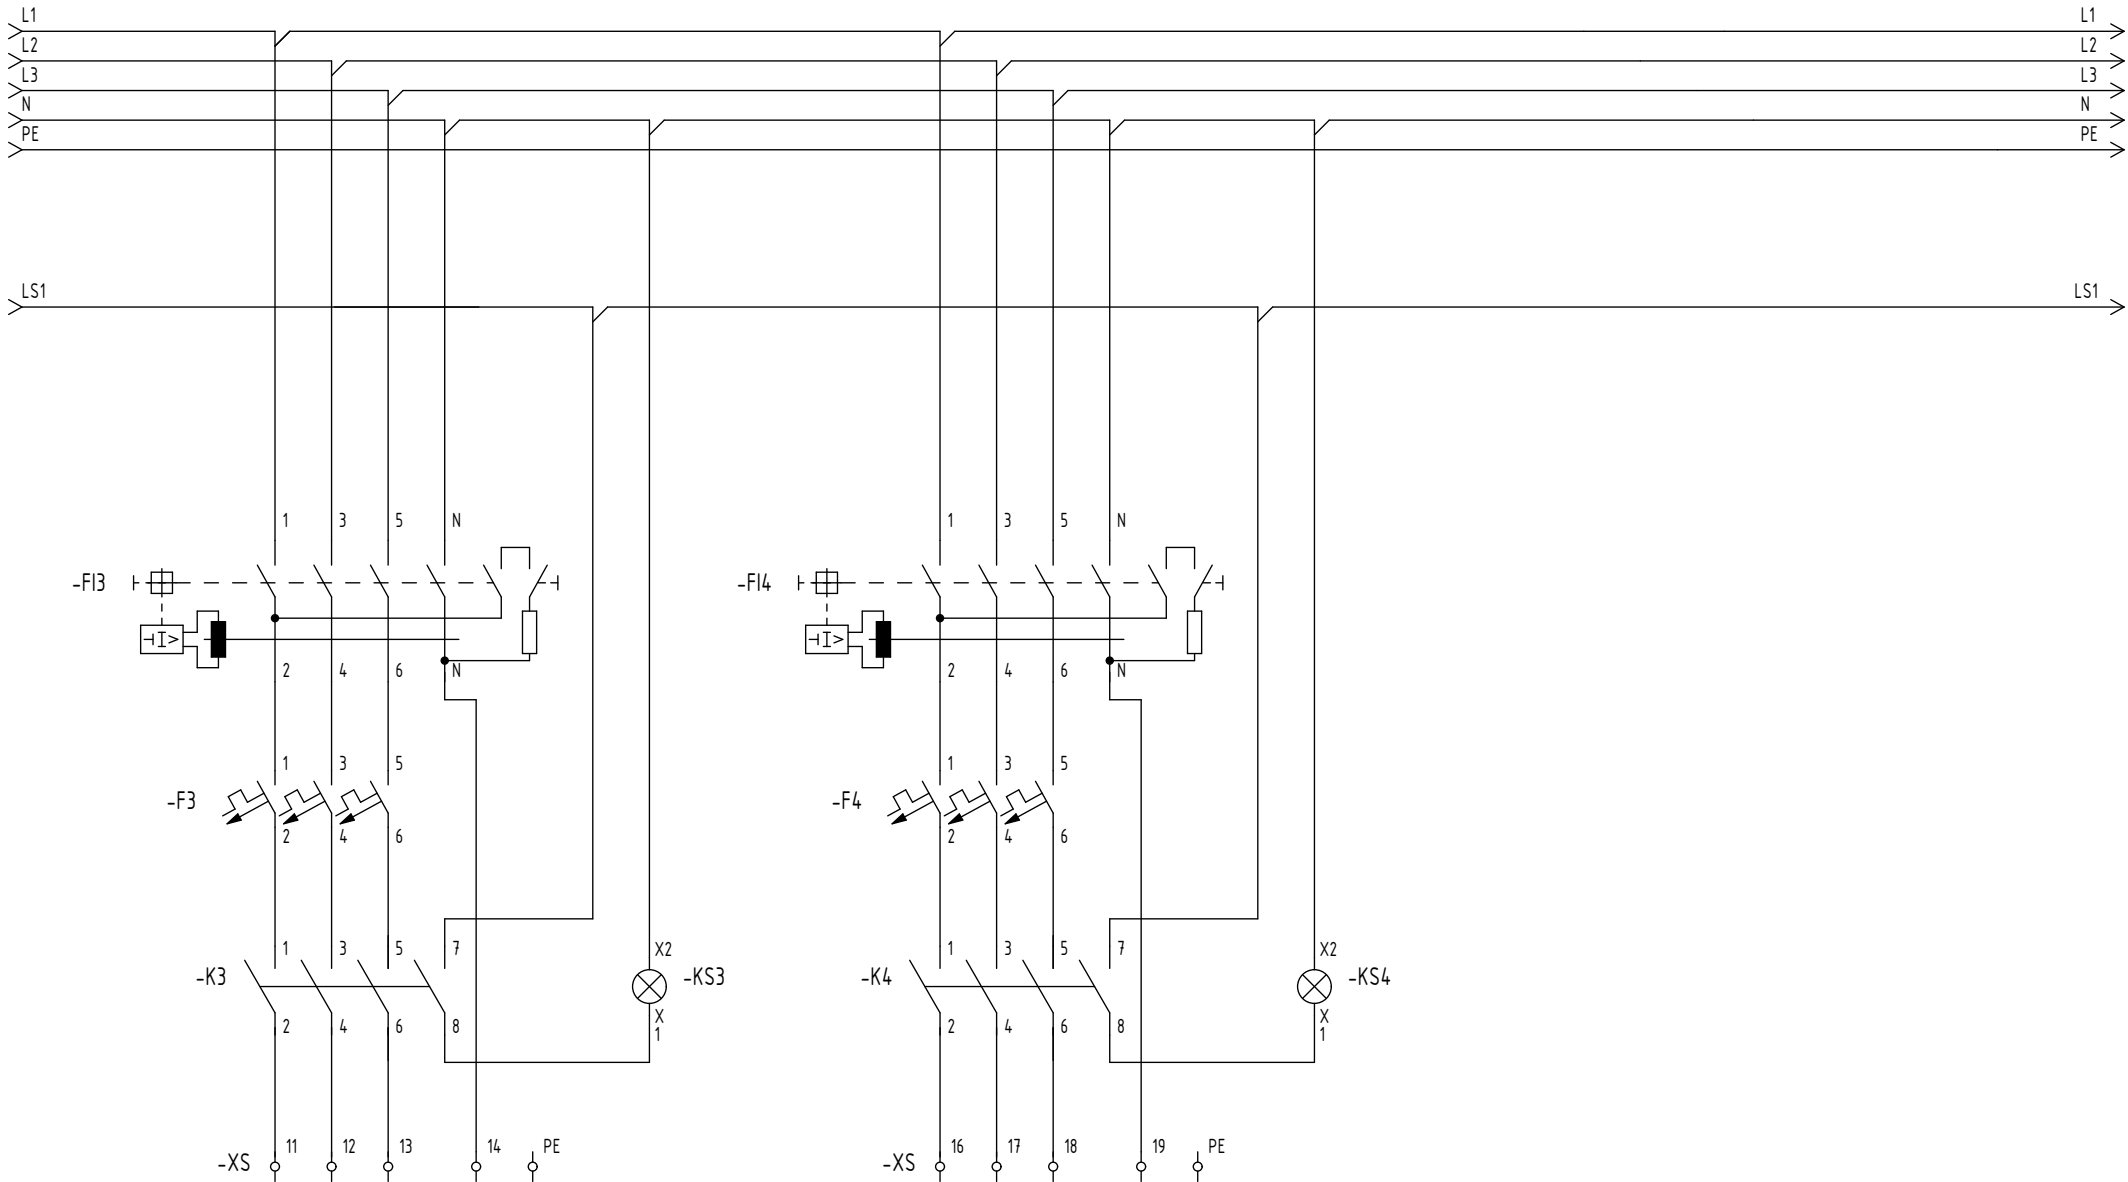 L1 L1
L2 L2
L3 L3
N N
PE PE
LS1 LS1
1 3 5 N 1 3 5 N
-FI3 -FI4
I> I>
2 4 6 N 2 4 6 N
1 3 5 1 3 5
-F3 -F4
2 4 6 2 4 6
1 3 5 7 X2 1 3 5 7 X2
-K3 -KS3 -K4 -KS4
2 4 6 8 X 2 4 6 8 X
1 1
11 12 13 14 PE 16 17 18 19 PE
-XS -XS